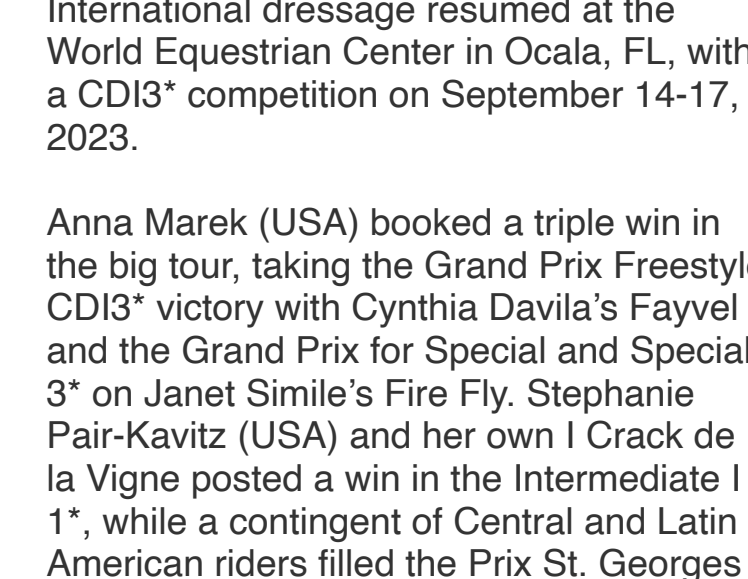 International dressage resumed at the
World Equestrian Center in Ocala, FL, with
a CDI3* competition on September 14-17,
2023.
Anna Marek (USA) booked a triple win in
the big tour, taking the Grand Prix Freestyle
CDI3* victory with Cynthia Davila’s Fayvel
and the Grand Prix for Special and Special
3* on Janet Simile’s Fire Fly. Stephanie
Pair-Kavitz (USA) and her own I Crack de
la Vigne posted a win in the Intermediate I
1*, while a contingent of Central and Latin
American riders filled the Prix St. Georges